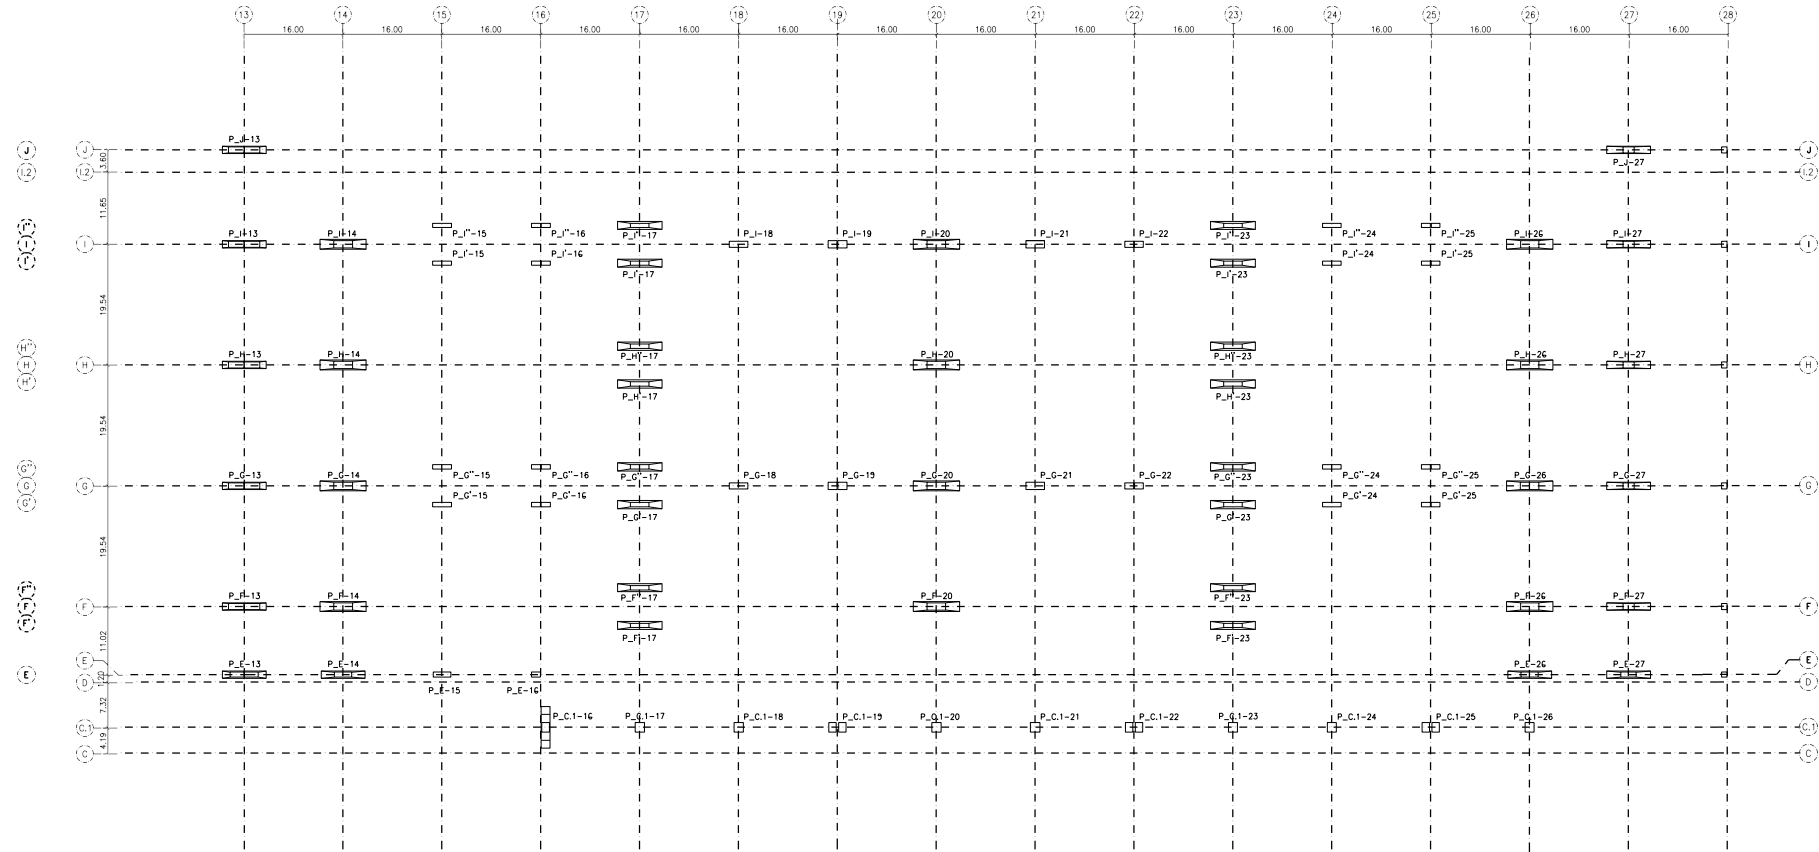 13 14 15 16 17 18 19 20 21 22 23 24 25 26 27 28
16.00 16.00 16.00 16.00 16.00 16.00 16.00 16.00 16.00 16.00 16.00 16.00 16.00 16.00 16.00
P_J-13
J J J
3.60
P_J-27
I.2 I.2 I.2
11.65
I''
P_I-13 P_I-14 P_I''-15 P_I''-16 P_I''-17 P_I-18 P_I-19 P_I-20 P_I-21 P_I-22 P_I''-23 P_I''-24 P_I''-25 P_I-26 P_I-27
I I I
P_I'-15 P_I'-16 P_I'-24 P_I'-25
I'
P_I'-17 P_I'-23
19.54
H''
P_H-13 P_H-14 P_H''-17 P_H-20 P_H''-23 P_H-26 P_H-27
H H H
H'
P_H'-17 P_H'-23
19.54
G''
P_G-13 P_G-14 P_G''-15 P_G''-16 P_G''-17 P_G-18 P_G-19 P_G-20 P_G-21 P_G-22 P_G''-23 P_G''-24 P_G''-25 P_G-26 P_G-27
G G G
P_G'-15 P_G'-16 P_G'-24 P_G'-25
G'
P_G'-17 P_G'-23
19.54
F''
P_F-13 P_F-14 P_F''-17 P_F-20 P_F''-23 P_F-26 P_F-27
F F F
F'
P_F'-17 P_F'-23
11.02
E E
P_E-13 P_E-14 P_E-26 P_E-27
E
1.20
D D
P_E-15 P_E-16
7.32
P_C.1-16 P_C.1-17 P_C.1-18 P_C.1-19 P_C.1-20 P_C.1-21 P_C.1-22 P_C.1-23 P_C.1-24 P_C.1-25 P_C.1-26
C.1 C.1
4.19
C C